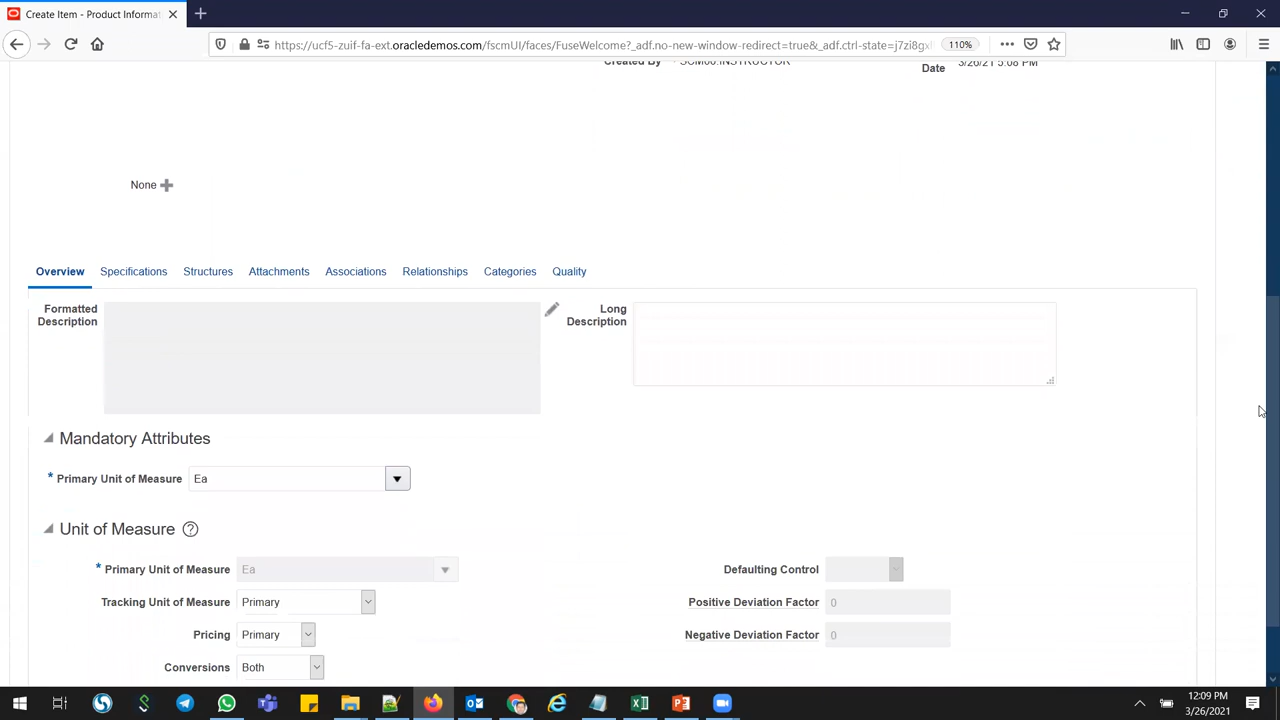 Create Item - Product Informat
https://ucf5-zuif-fa-ext.oracledemos.com/fscmUI/faces/FuseWelcome?_adf.no-new-window-redirect=true&_adf.ctrl-state=j7zi8gxl
110%
Created By SCM00.INSTRUCTOR
Date 3/26/21 5:08 PM
None
Overview Specifications Structures Attachments Associations Relationships Categories Quality
Formatted Description
Long Description
Mandatory Attributes
* Primary Unit of Measure Ea
Unit of Measure ?
* Primary Unit of Measure Ea
Defaulting Control
Tracking Unit of Measure Primary
Positive Deviation Factor 0
Pricing Primary
Negative Deviation Factor 0
Conversions Both
12:09 PM
3/26/2021